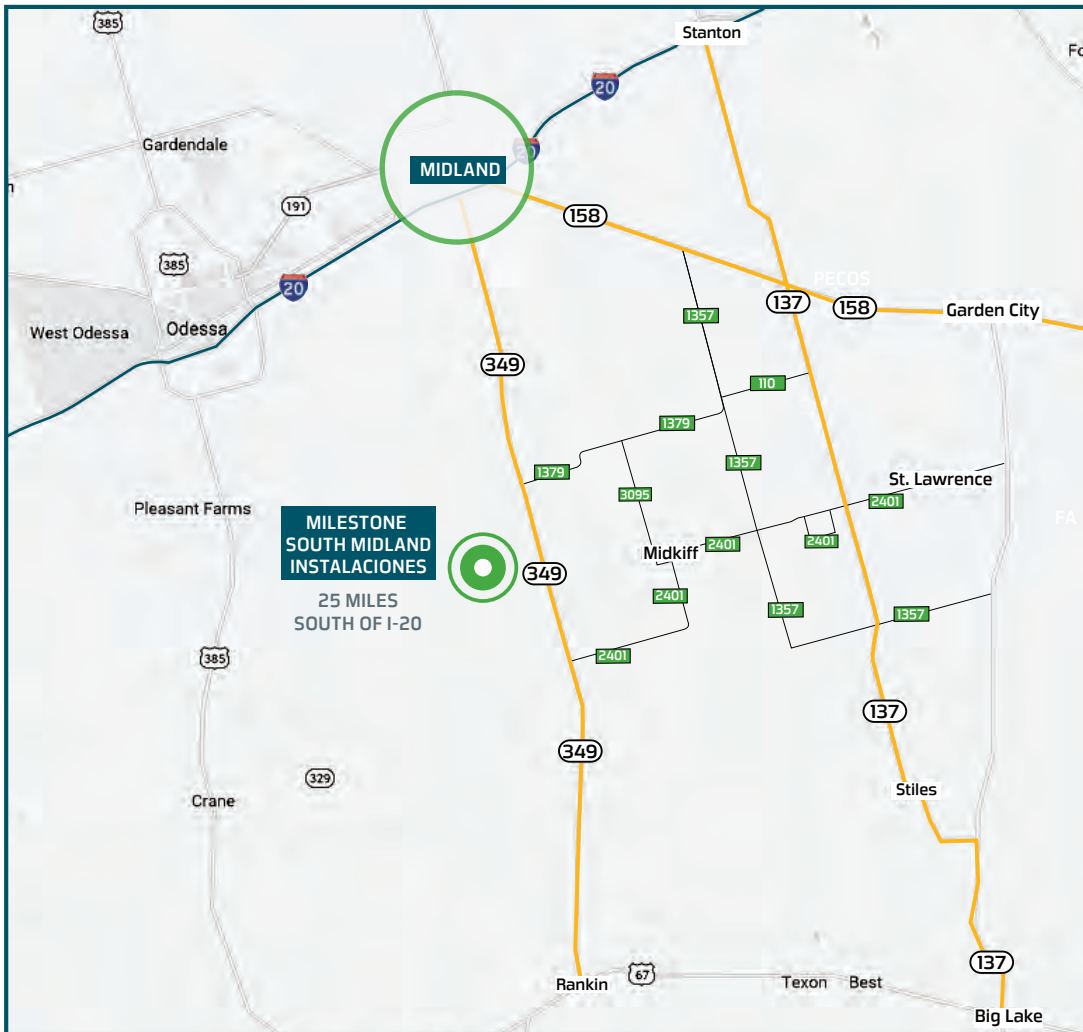 385
Stanton
Fo
20
Gardendale
20
MIDLAND
n
191
158
385
PECOS
20
137
158
Garden City
1357
West Odessa
Odessa
349
110
1379
1357
1379
St. Lawrence
3095
2401
Pleasant Farms
MILESTONE
SOUTH MIDLAND
INSTALACIONES
25 MILES
SOUTH OF I-20
FA
Midkiff
2401
2401
349
2401
1357
1357
385
2401
137
349
329
Stiles
Crane
137
67
Rankin
Texon
Best
Big Lake